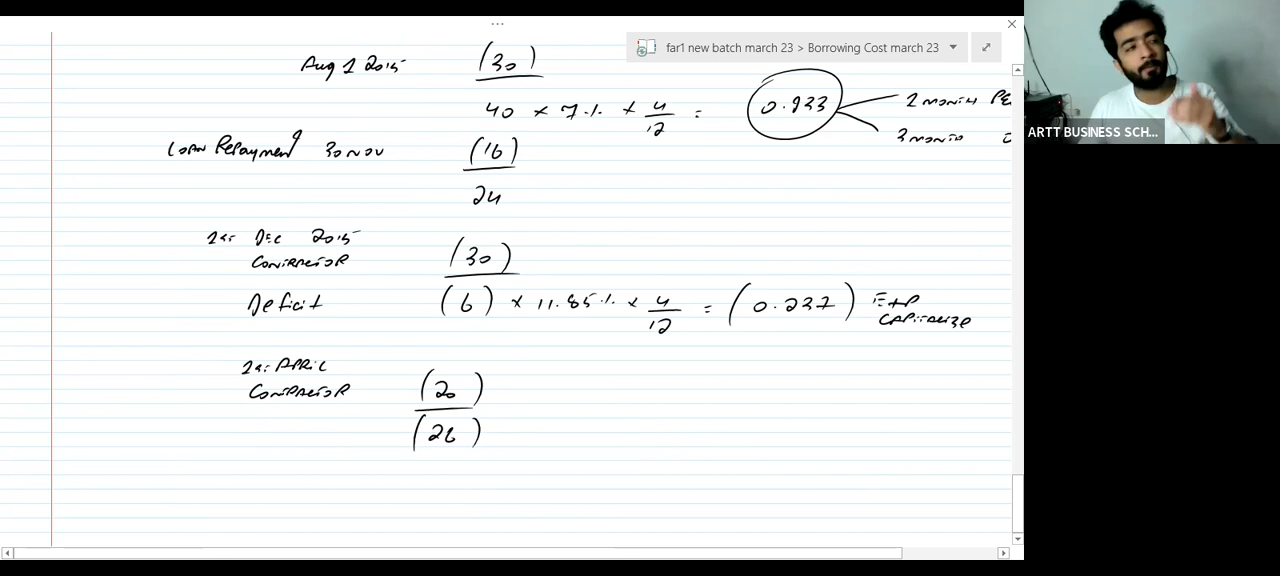 far1 new batch march 23 > Borrowing Cost march 23
Aug 1 2015 (30)
40 × 7% × 4/12 = 0.933
2 MONTH
3 MONTH
LOAN Repayment 30 NOV (16)
24
1st DEC 2015
CONTRACTOR (30)
Deficit (6) × 11.85% × 4/12 = (0.237) EXP
CAPITALIZE
1st APRIL
CONTRACTOR (20)
(26)
ARTT BUSINESS SCH...